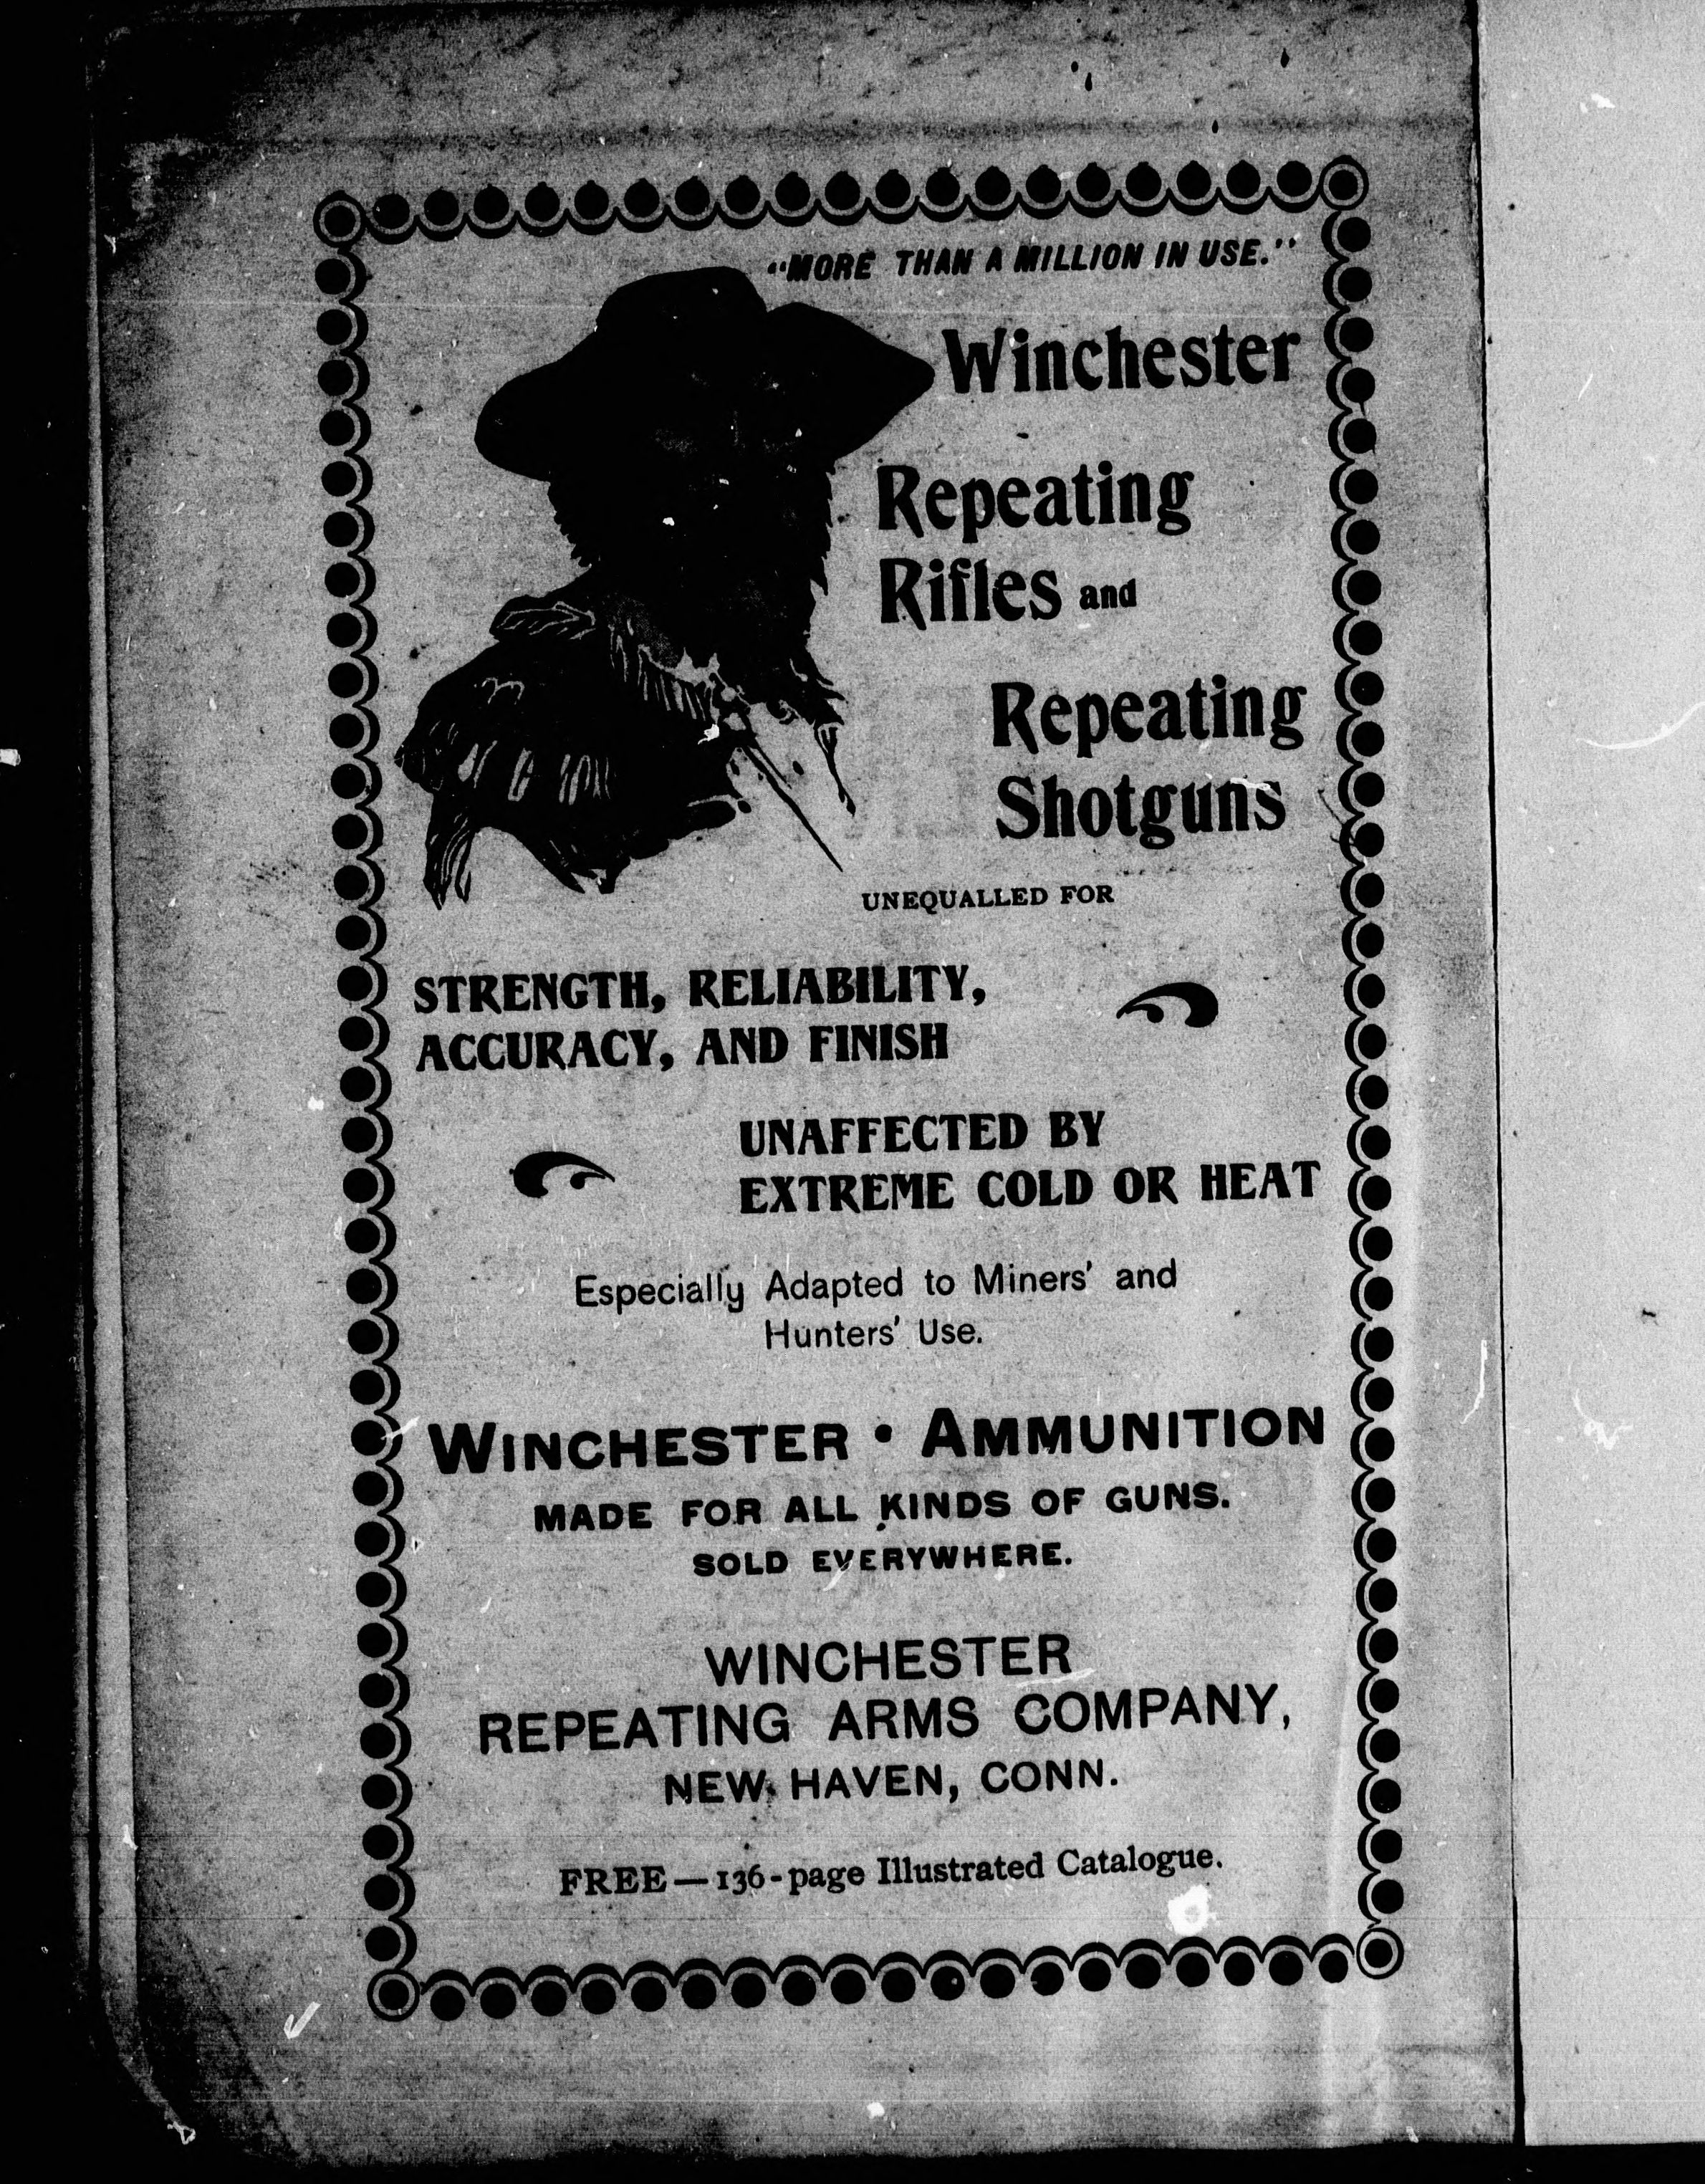 "MORE THAN A MILLION IN USE."
Winchester
Repeating
Rifles and
Repeating
Shotguns
UNEQUALLED FOR
STRENGTH, RELIABILITY,
ACCURACY, AND FINISH
UNAFFECTED BY
EXTREME COLD OR HEAT
Especially Adapted to Miners' and
Hunters' Use.
WINCHESTER • AMMUNITION
MADE FOR ALL KINDS OF GUNS.
SOLD EVERYWHERE.
WINCHESTER
REPEATING ARMS COMPANY,
NEW HAVEN, CONN.
FREE—136-page Illustrated Catalogue.